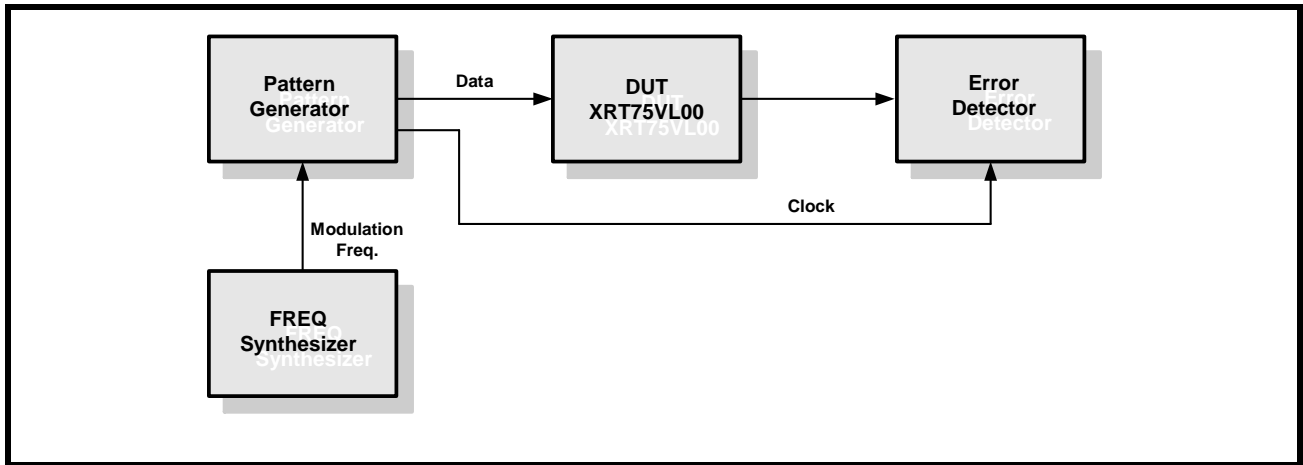 Pattern
Generator
Data
DUT
XRT75VL00
Error
Detector
Clock
Modulation
Freq.
FREQ
Synthesizer